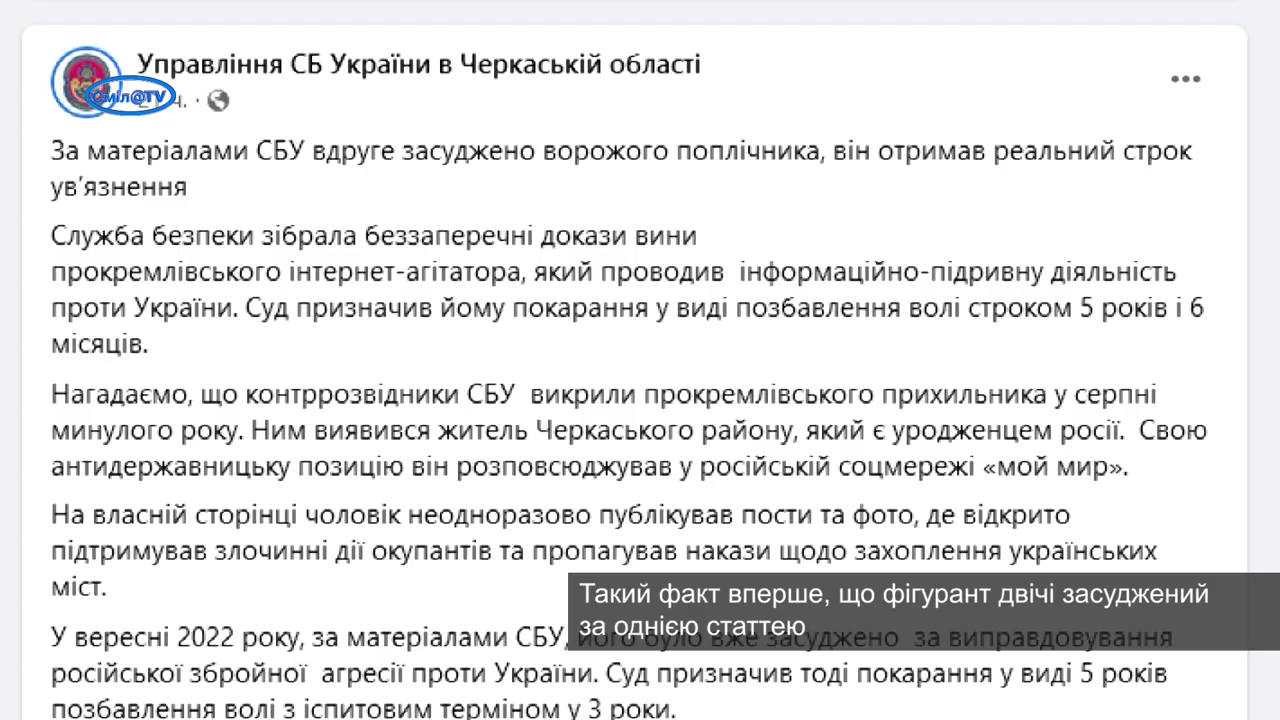 Управління СБ України в Черкаській області
Сміл@TV
ч. ·
За матеріалами СБУ вдруге засуджено ворожого поплічника, він отримав реальний строк
ув’язнення
Служба безпеки зібрала беззаперечні докази вини
прокремлівського інтернет-агітатора, який проводив інформаційно-підривну діяльність
проти України. Суд призначив йому покарання у виді позбавлення волі строком 5 років і 6
місяців.
Нагадаємо, що контррозвідники СБУ викрили прокремлівського прихильника у серпні
минулого року. Ним виявився житель Черкаського району, який є уродженцем росії. Свою
антидержавницьку позицію він розповсюджував у російській соцмережі «мой мир».
На власній сторінці чоловік неодноразово публікував пости та фото, де відкрито
підтримував злочинні дії окупантів та пропагував накази щодо захоплення українських
міст.
Такий факт вперше, що фігурант двічі засуджений
за однією статтею
У вересні 2022 року, за матеріалами СБУ, його було вже засуджено за виправдовування
російської збройної агресії проти України. Суд призначив тоді покарання у виді 5 років
позбавлення волі з іспитовим терміном у 3 роки.